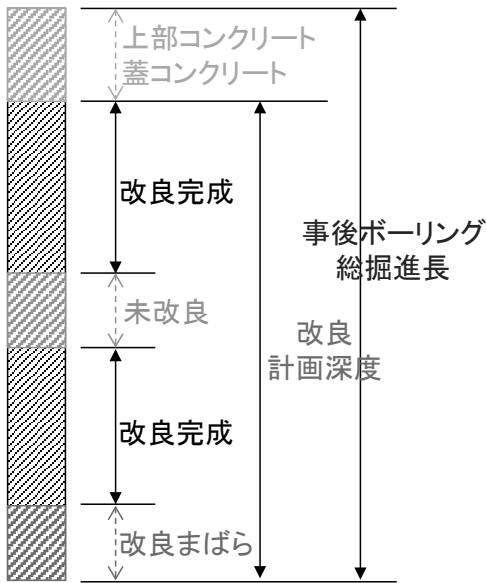 上部コンクリート
蓋コンクリート
改良完成
事後ボーリング
総掘進長
未改良
改良
計画深度
改良完成
改良まばら